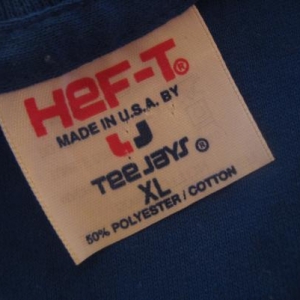 HEF-T®
MADE IN U.S.A. BY
TEE JAYS ®
XL
50% POLYESTER / COTTON